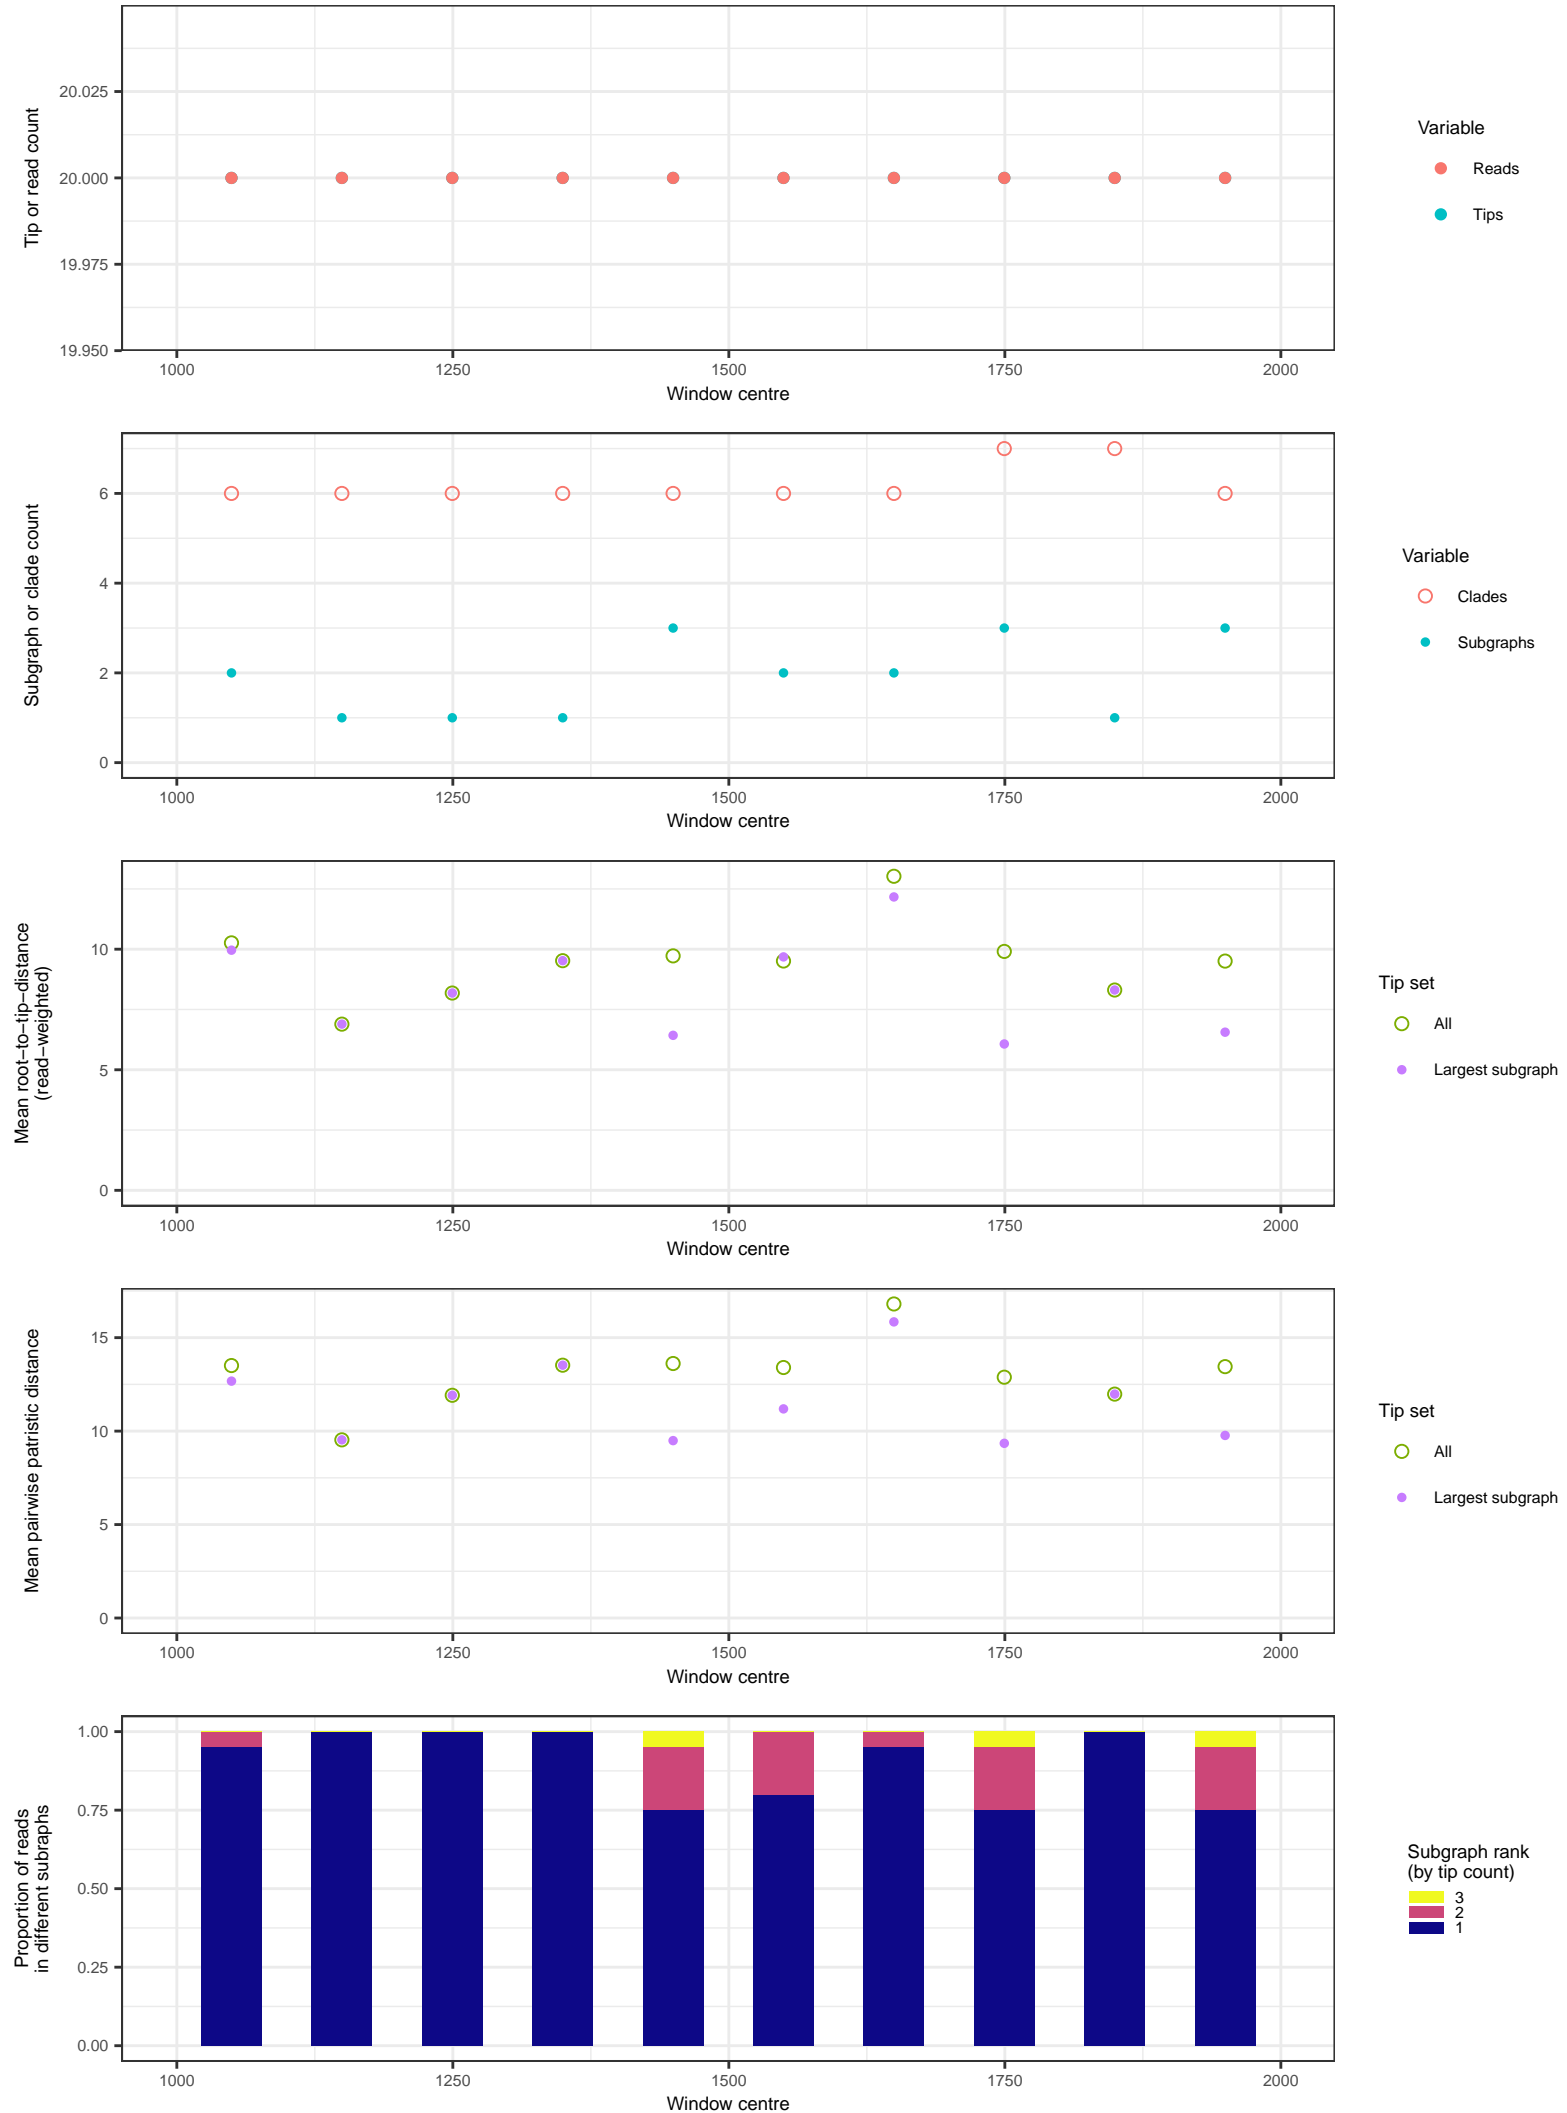 Tip or read count
20.025
20.000
19.975
19.950
1000 1250 1500 1750 2000
Window centre
Variable
Reads
Tips
Subgraph or clade count
6
4
2
0
1000 1250 1500 1750 2000
Window centre
Variable
Clades
Subgraphs
Mean root−to−tip−distance
(read−weighted)
10
5
0
1000 1250 1500 1750 2000
Window centre
Tip set
All
Largest subgraph
Mean pairwise patristic distance
15
10
5
0
1000 1250 1500 1750 2000
Window centre
Tip set
All
Largest subgraph
Proportion of reads
in different subraphs
1.00
0.75
0.50
0.25
0.00
1000 1250 1500 1750 2000
Window centre
Subgraph rank
(by tip count)
3
2
1